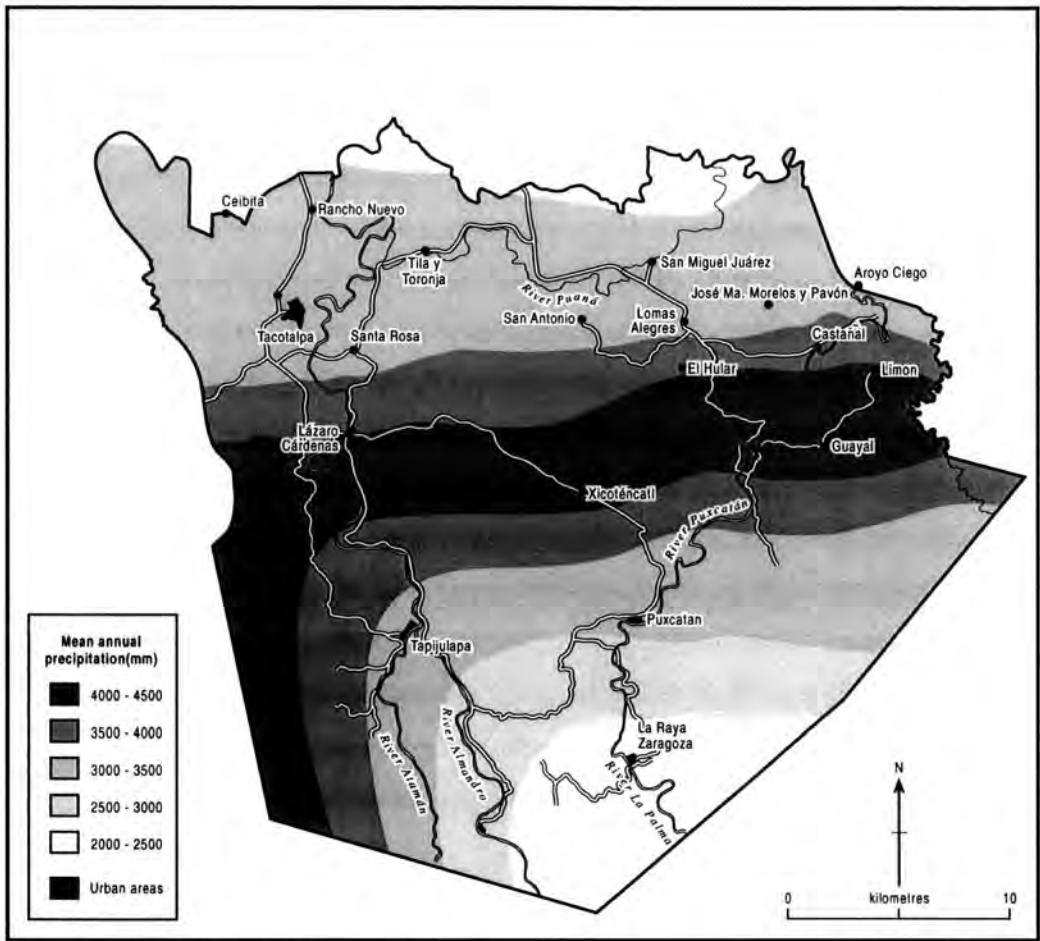 Ceibita
Rancho Nuevo
Tila y
Toronja
San Miguel Juárez
Aroyo Ciego
River Puaná
José Ma. Morelos y Pavón
San Antonio
Lomas
Alegres
Tacotalpa
Santa Rosa
Castañal
El Hular
Limon
Lázaro
Cárdenas
Guayal
Xicoténcatl
River Puxcatán
Puxcatan
Tapijulapa
La Raya
Zaragoza
River Almandro
River Atamán
River La Palma
Mean annual
precipitation(mm)
4000 - 4500
3500 - 4000
3000 - 3500
2500 - 3000
2000 - 2500
Urban areas
N
0 kilometres 10